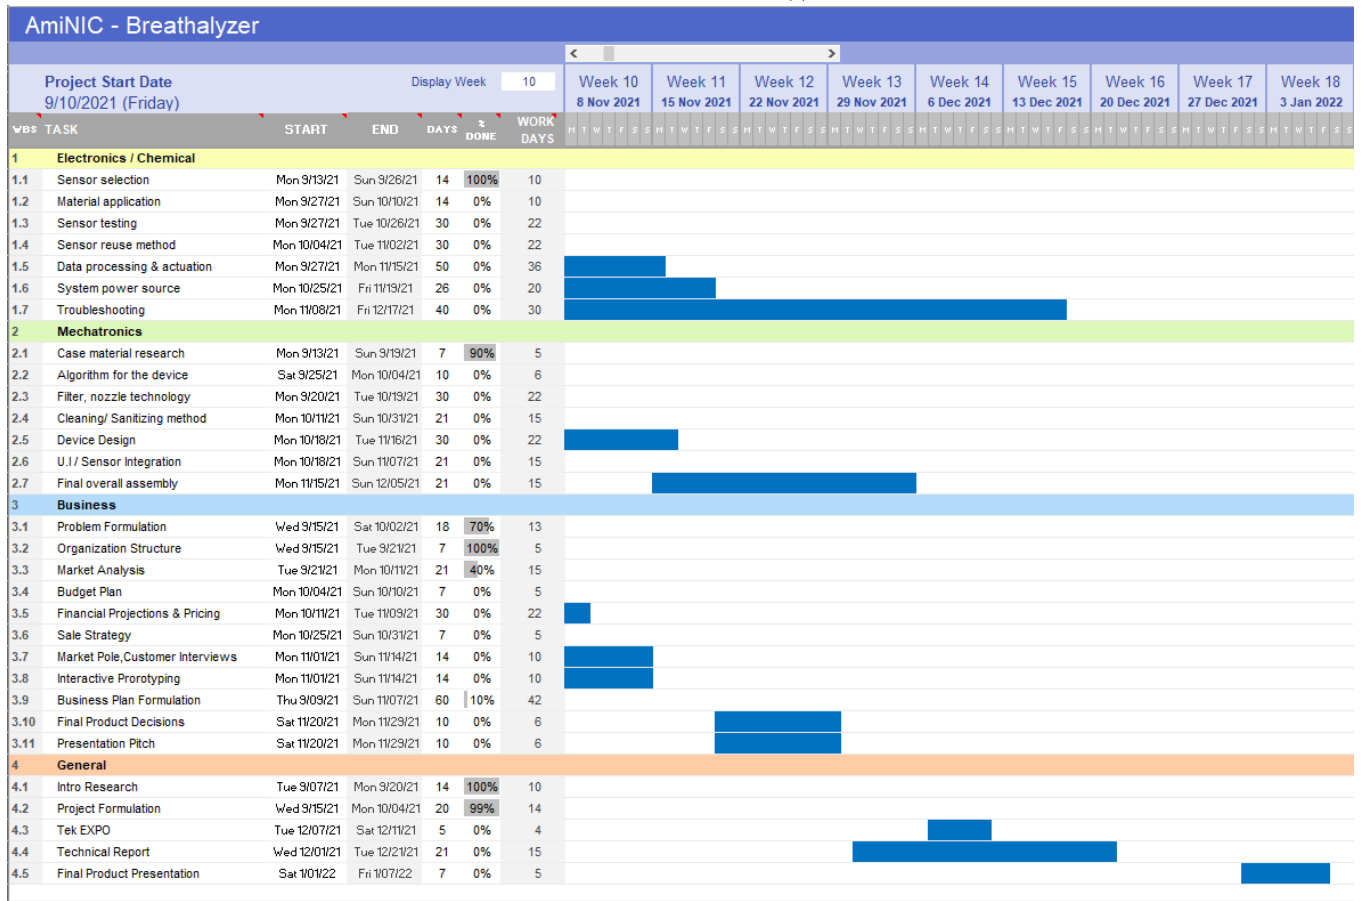 AmiNIC - Breathalyzer
< >
Project Start Date Display Week 10 Week 10 Week 11 Week 12 Week 13 Week 14 Week 15 Week 16 Week 17 Week 18
9/10/2021 (Friday) 8 Nov 2021 15 Nov 2021 22 Nov 2021 29 Nov 2021 6 Dec 2021 13 Dec 2021 20 Dec 2021 27 Dec 2021 3 Jan 2022
WBS TASK START END DAYS % DONE WORK DAYS M T W T F S S M T W T F S S M T W T F S S M T W T F S S M T W T F S S M T W T F S S M T W T F S S M T W T F S S M T W T F S S
1 Electronics / Chemical
1.1 Sensor selection Mon 9/13/21 Sun 9/26/21 14 100% 10
1.2 Material application Mon 9/27/21 Sun 10/10/21 14 0% 10
1.3 Sensor testing Mon 9/27/21 Tue 10/26/21 30 0% 22
1.4 Sensor reuse method Mon 10/04/21 Tue 11/02/21 30 0% 22
1.5 Data processing & actuation Mon 9/27/21 Mon 11/15/21 50 0% 36
1.6 System power source Mon 10/25/21 Fri 11/19/21 26 0% 20
1.7 Troubleshooting Mon 11/08/21 Fri 12/17/21 40 0% 30
2 Mechatronics
2.1 Case material research Mon 9/13/21 Sun 9/19/21 7 90% 5
2.2 Algorithm for the device Sat 9/25/21 Mon 10/04/21 10 0% 6
2.3 Filter, nozzle technology Mon 9/20/21 Tue 10/19/21 30 0% 22
2.4 Cleaning/ Sanitizing method Mon 10/11/21 Sun 10/31/21 21 0% 15
2.5 Device Design Mon 10/18/21 Tue 11/16/21 30 0% 22
2.6 U.I / Sensor Integration Mon 10/18/21 Sun 11/07/21 21 0% 15
2.7 Final overall assembly Mon 11/15/21 Sun 12/05/21 21 0% 15
3 Business
3.1 Problem Formulation Wed 9/15/21 Sat 10/02/21 18 70% 13
3.2 Organization Structure Wed 9/15/21 Tue 9/21/21 7 100% 5
3.3 Market Analysis Tue 9/21/21 Mon 10/11/21 21 40% 15
3.4 Budget Plan Mon 10/04/21 Sun 10/10/21 7 0% 5
3.5 Financial Projections & Pricing Mon 10/11/21 Tue 11/09/21 30 0% 22
3.6 Sale Strategy Mon 10/25/21 Sun 10/31/21 7 0% 5
3.7 Market Pole,Customer Interviews Mon 11/01/21 Sun 11/14/21 14 0% 10
3.8 Interactive Prorotyping Mon 11/01/21 Sun 11/14/21 14 0% 10
3.9 Business Plan Formulation Thu 9/09/21 Sun 11/07/21 60 10% 42
3.10 Final Product Decisions Sat 11/20/21 Mon 11/29/21 10 0% 6
3.11 Presentation Pitch Sat 11/20/21 Mon 11/29/21 10 0% 6
4 General
4.1 Intro Research Tue 9/07/21 Mon 9/20/21 14 100% 10
4.2 Project Formulation Wed 9/15/21 Mon 10/04/21 20 99% 14
4.3 Tek EXPO Tue 12/07/21 Sat 12/11/21 5 0% 4
4.4 Technical Report Wed 12/01/21 Tue 12/21/21 21 0% 15
4.5 Final Product Presentation Sat 1/01/22 Fri 1/07/22 7 0% 5